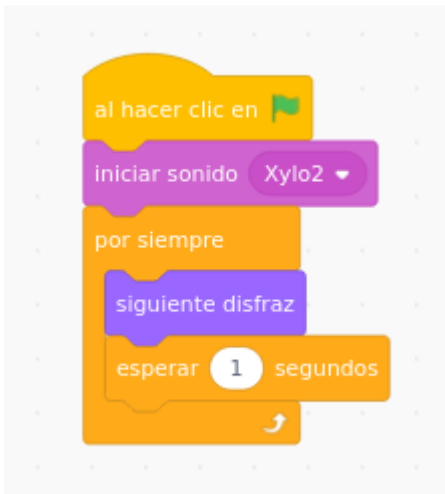 al hacer clic en
iniciar sonido Xylo2
por siempre
siguiente disfraz
esperar 1 segundos